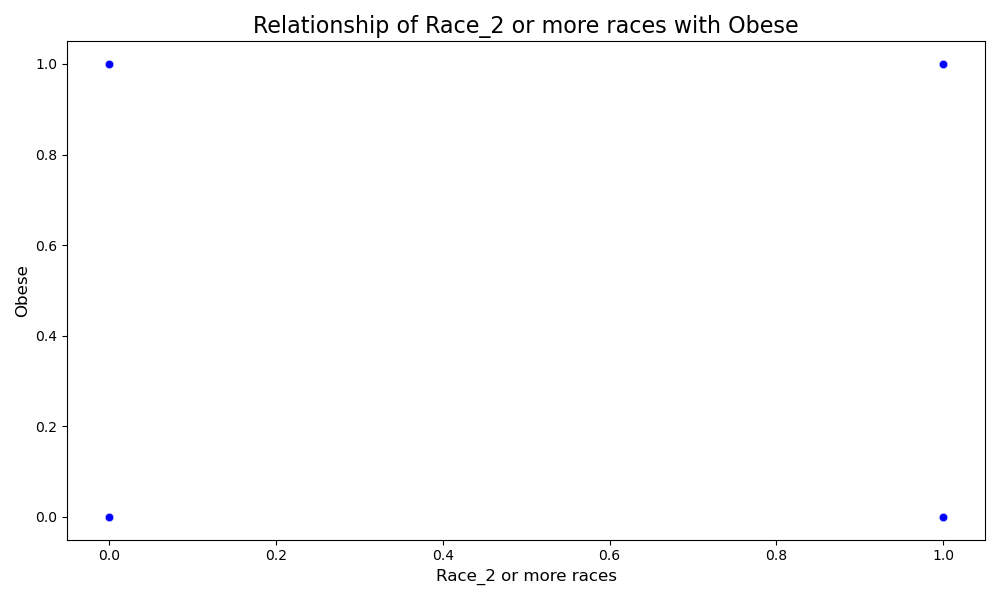 Relationship of Race_2 or more races with Obese
1.0
0.8
0.6
0.4
0.2
0.0
Obese
0.0 0.2 0.4 0.6 0.8 1.0
Race_2 or more races